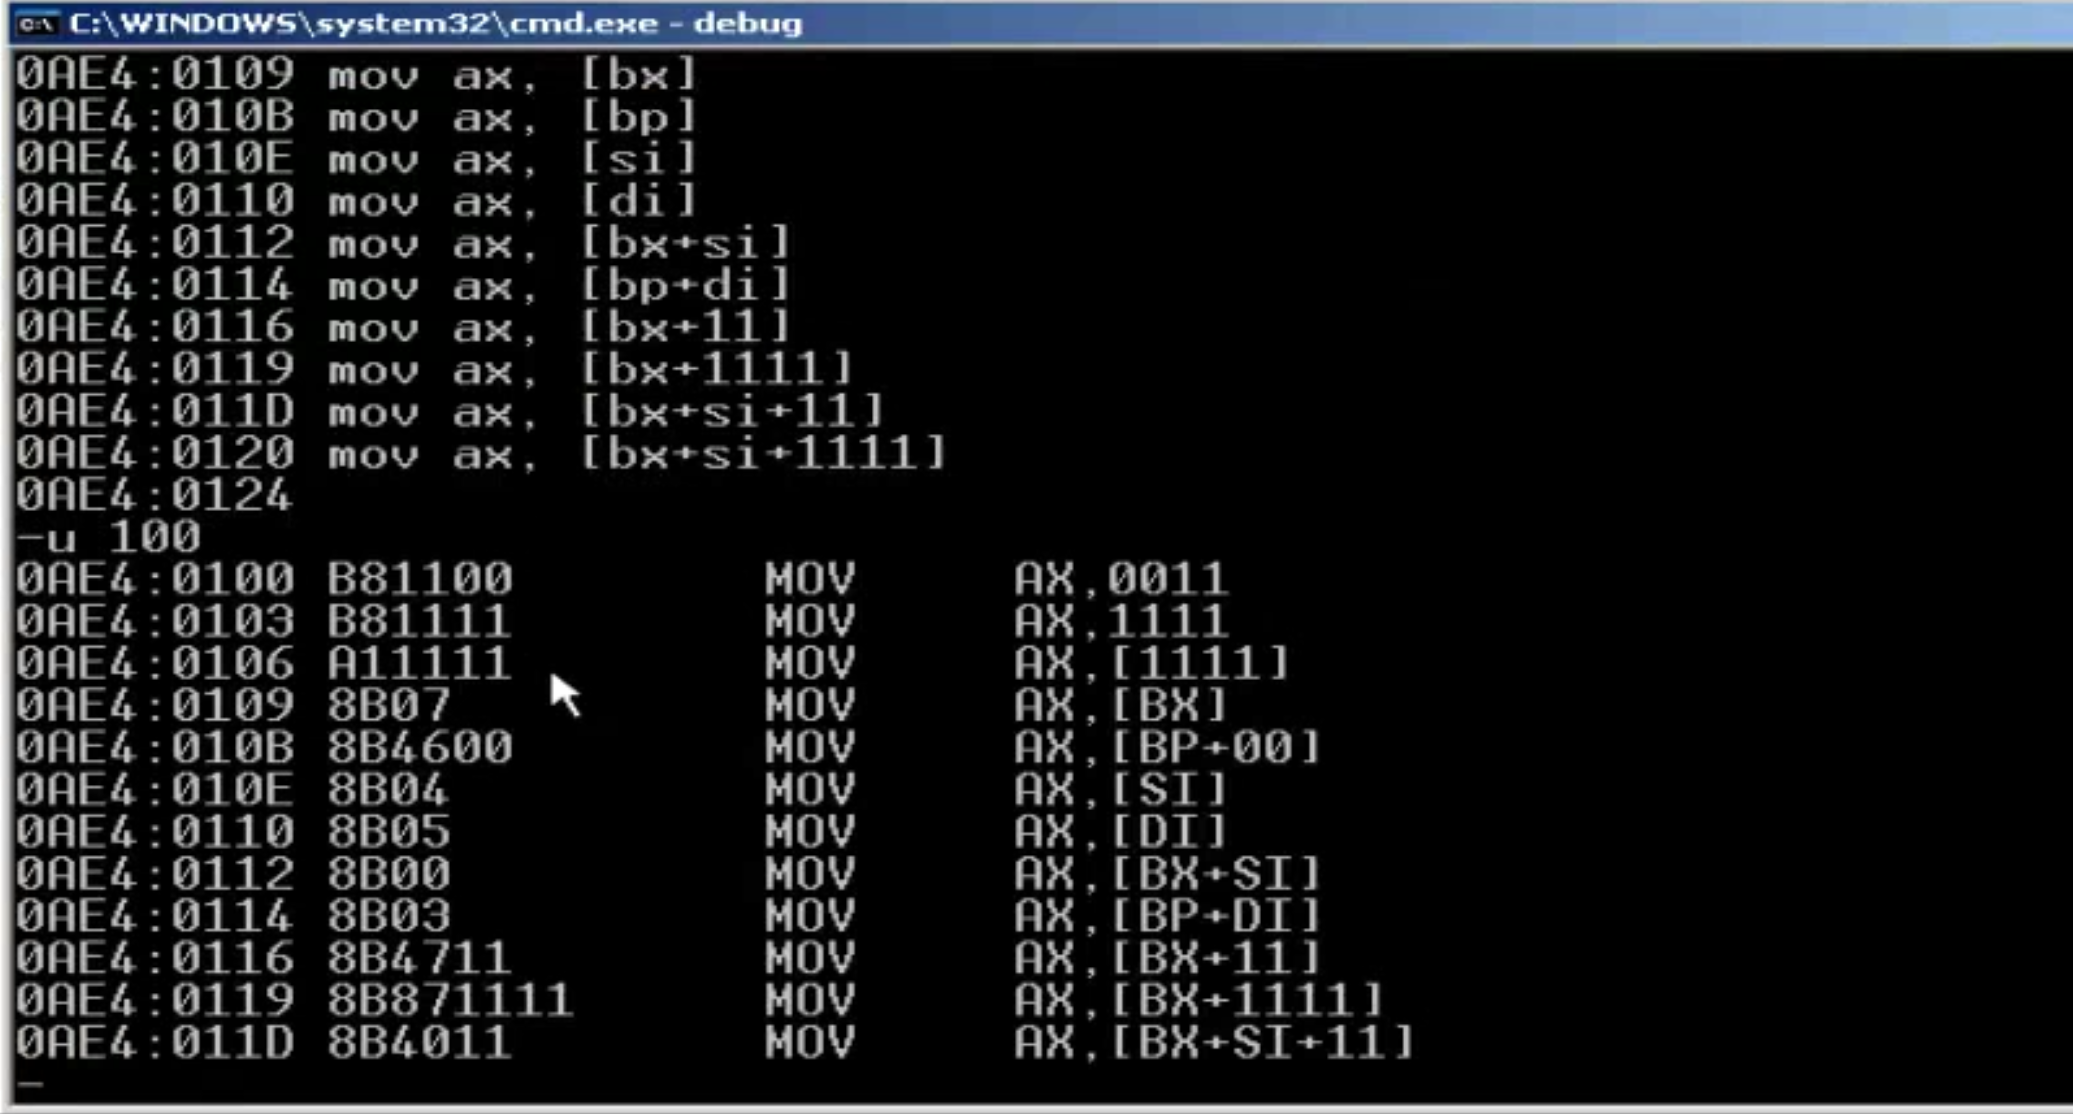 C:\WINDOWS\system32\cmd.exe - debug
0AE4:0109 mov ax, [bx]
0AE4:010B mov ax, [bp]
0AE4:010E mov ax, [si]
0AE4:0110 mov ax, [di]
0AE4:0112 mov ax, [bx+si]
0AE4:0114 mov ax, [bp+di]
0AE4:0116 mov ax, [bx+11]
0AE4:0119 mov ax, [bx+1111]
0AE4:011D mov ax, [bx+si+11]
0AE4:0120 mov ax, [bx+si+1111]
0AE4:0124
-u 100
0AE4:0100 B81100 MOV AX,0011
0AE4:0103 B81111 MOV AX,1111
0AE4:0106 A11111 MOV AX,[1111]
0AE4:0109 8B07 MOV AX,[BX]
0AE4:010B 8B4600 MOV AX,[BP+00]
0AE4:010E 8B04 MOV AX,[SI]
0AE4:0110 8B05 MOV AX,[DI]
0AE4:0112 8B00 MOV AX,[BX+SI]
0AE4:0114 8B03 MOV AX,[BP+DI]
0AE4:0116 8B4711 MOV AX,[BX+11]
0AE4:0119 8B871111 MOV AX,[BX+1111]
0AE4:011D 8B4011 MOV AX,[BX+SI+11]